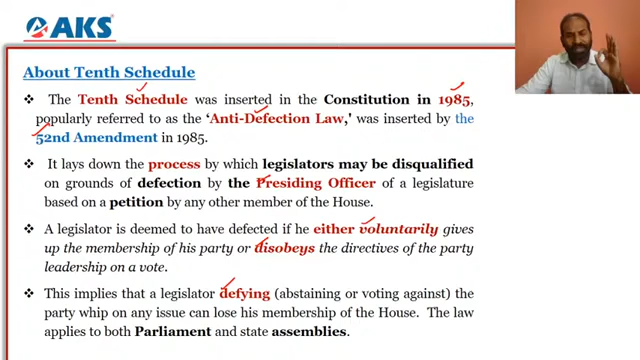 AKS
IAS
About Tenth Schedule
The Tenth Schedule was inserted in the Constitution in 1985,
popularly referred to as the 'Anti-Defection Law,' was inserted by the
52nd Amendment in 1985.
It lays down the process by which legislators may be disqualified
on grounds of defection by the Presiding Officer of a legislature
based on a petition by any other member of the House.
A legislator is deemed to have defected if he either voluntarily gives
up the membership of his party or disobeys the directives of the party
leadership on a vote.
This implies that a legislator defying (abstaining or voting against) the
party whip on any issue can lose his membership of the House. The law
applies to both Parliament and state assemblies.